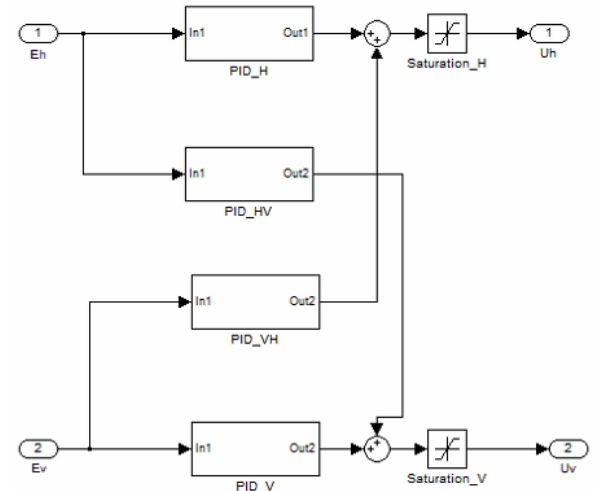 1
Eh
In1
Out1
PID_H
+
+
Saturation_H
1
Uh
In1
Out2
PID_HV
In1
Out2
PID_VH
2
Ev
In1
Out2
PID_V
+
+
Saturation_V
2
Uv